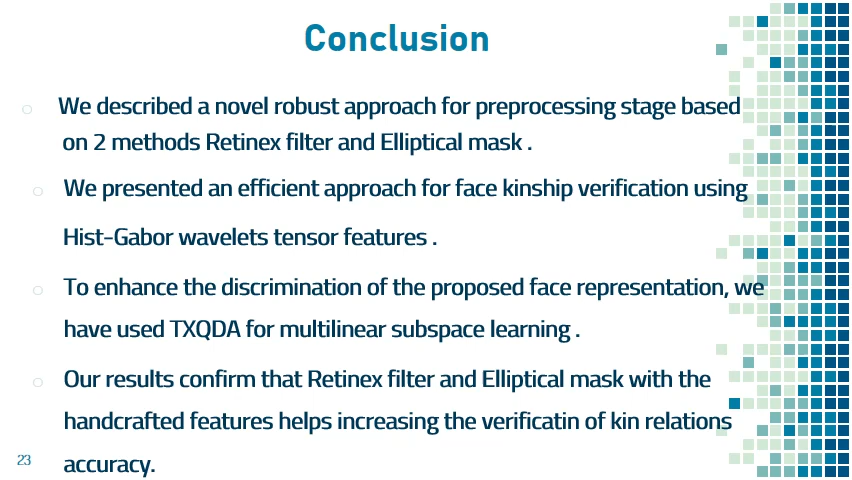 Conclusion
We described a novel robust approach for preprocessing stage based
on 2 methods Retinex filter and Elliptical mask .
We presented an efficient approach for face kinship verification using
Hist-Gabor wavelets tensor features .
To enhance the discrimination of the proposed face representation, we
have used TXQDA for multilinear subspace learning .
Our results confirm that Retinex filter and Elliptical mask with the
handcrafted features helps increasing the verificatin of kin relations
accuracy.
23